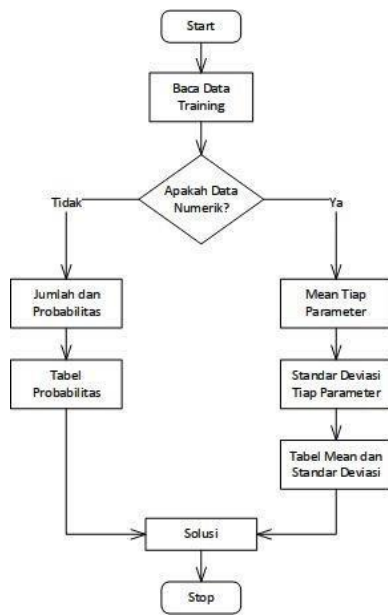 Start
Baca Data
Training
Apakah Data
Numerik?
Tidak
Ya
Jumlah dan
Probabilitas
Mean Tiap
Parameter
Tabel
Probabilitas
Standar Deviasi
Tiap Parameter
Tabel Mean dan
Standar Deviasi
Solusi
Stop